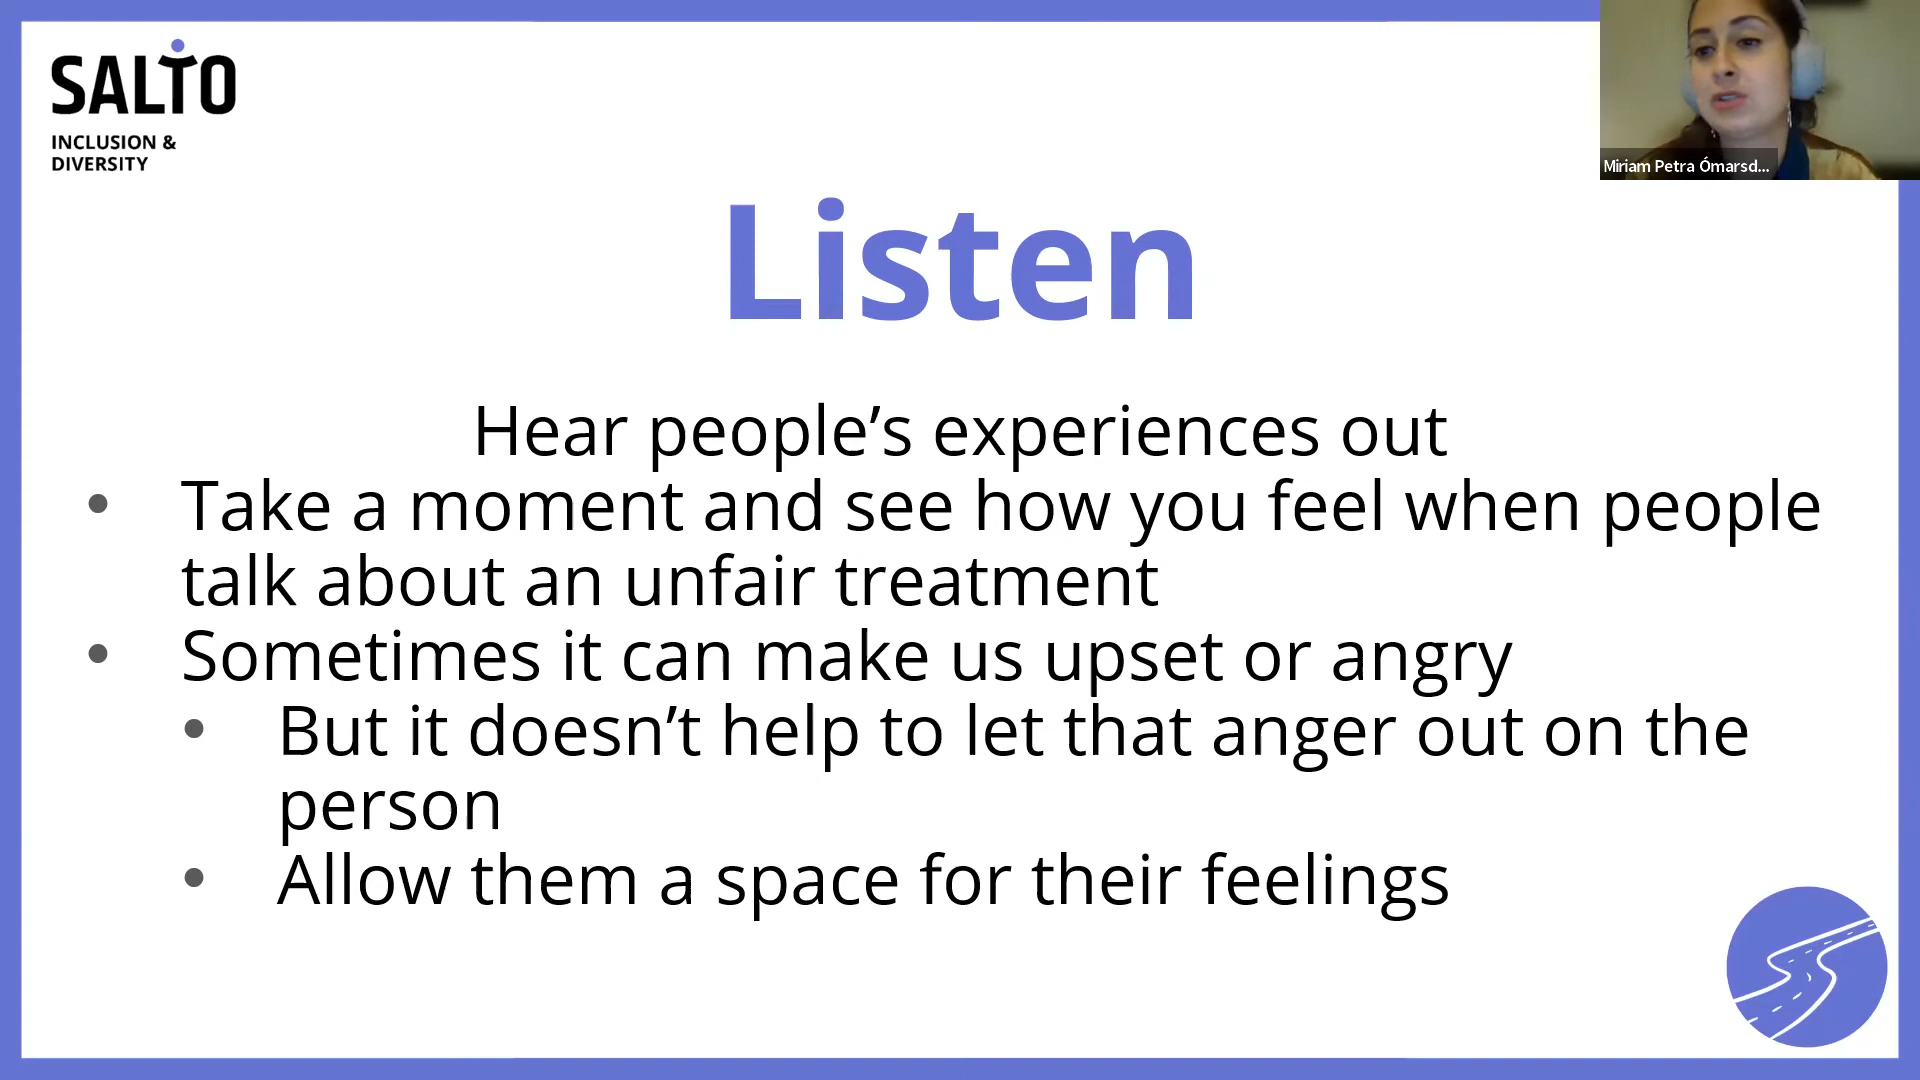 SALTO
INCLUSION &
DIVERSITY
Miriam Petra Ómarsd...
Listen
Hear people’s experiences out
• Take a moment and see how you feel when people
talk about an unfair treatment
• Sometimes it can make us upset or angry
• But it doesn’t help to let that anger out on the
person
• Allow them a space for their feelings